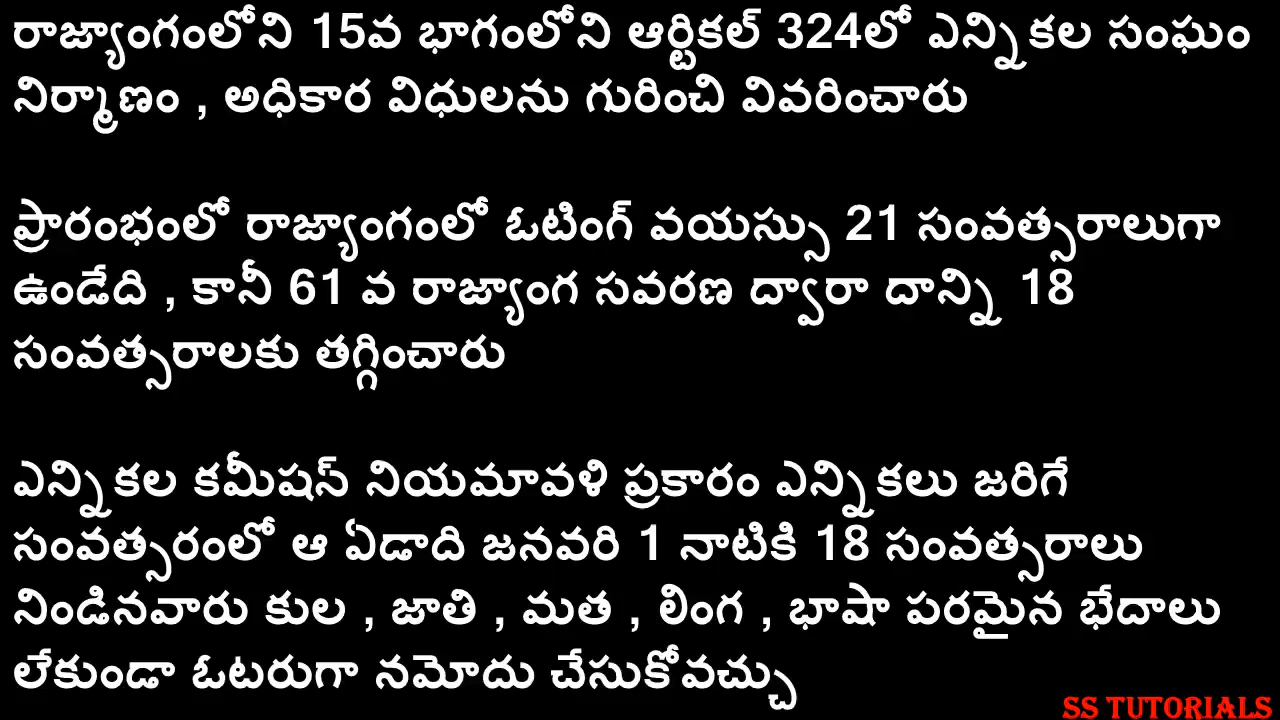 రాజ్యాంగంలోని 15వ భాగంలోని ఆర్టికల్ 324లో ఎన్నికల సంఘం
నిర్మాణం , అధికార విధులను గురించి వివరించారు
ప్రారంభంలో రాజ్యాంగంలో ఓటింగ్ వయస్సు 21 సంవత్సరాలుగా
ఉండేది , కానీ 61 వ రాజ్యాంగ సవరణ ద్వారా దాన్ని 18
సంవత్సరాలకు తగ్గించారు
ఎన్నికల కమీషన్ నియమావళి ప్రకారం ఎన్నికలు జరిగే
సంవత్సరంలో ఆ ఏడాది జనవరి 1 నాటికి 18 సంవత్సరాలు
నిండినవారు కుల , జాతి , మత , లింగ , భాషా పరమైన భేదాలు
లేకుండా ఓటరుగా నమోదు చేసుకోవచ్చు
SS TUTORIALS